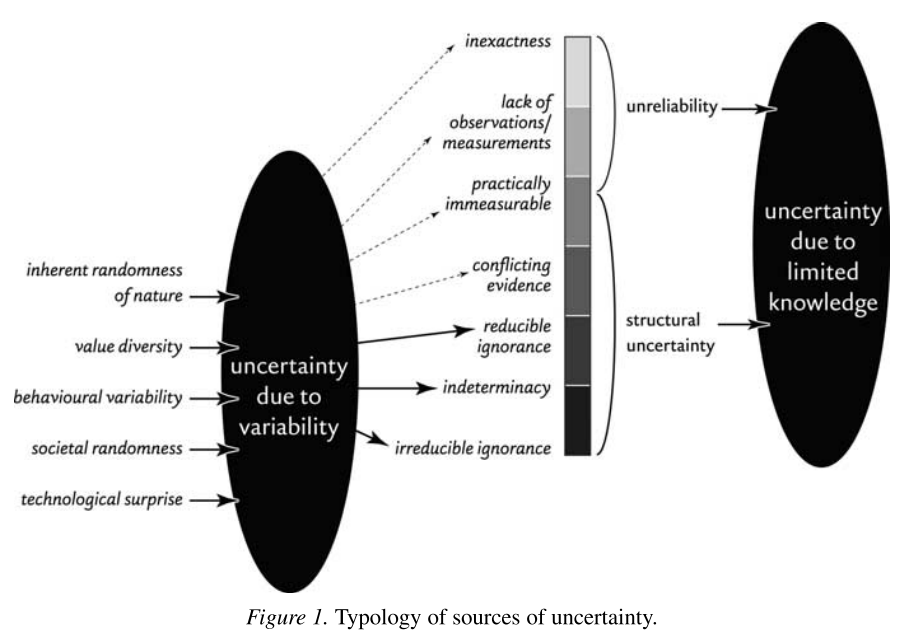 inexactness
lack of
observations/
measurements
practically
immeasurable
conflicting
evidence
reducible
ignorance
indeterminacy
irreducible ignorance
unreliability
structural
uncertainty
uncertainty
due to
limited
knowledge
inherent randomness
of nature
value diversity
behavioural variability
societal randomness
technological surprise
uncertainty
due to
variability
Figure 1. Typology of sources of uncertainty.